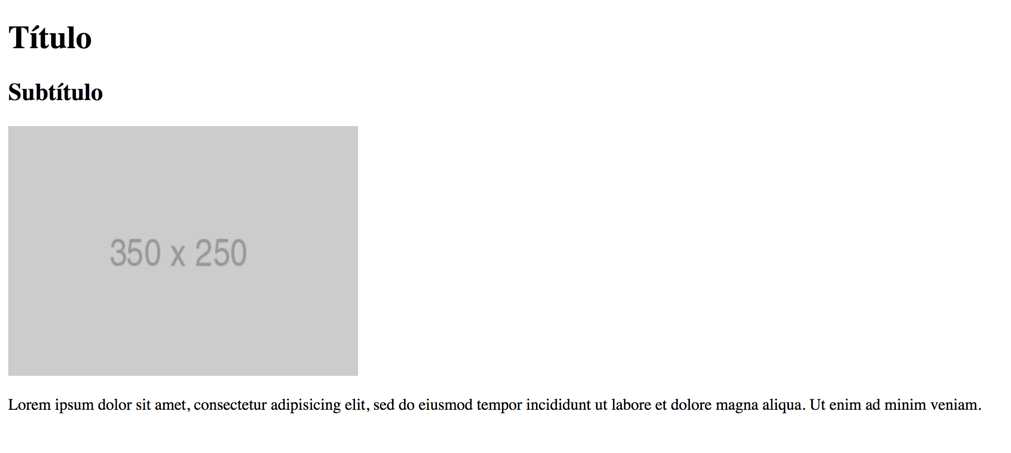 Título
Subtítulo
350 x 250
Lorem ipsum dolor sit amet, consectetur adipisicing elit, sed do eiusmod tempor incididunt ut labore et dolore magna aliqua. Ut enim ad minim veniam.